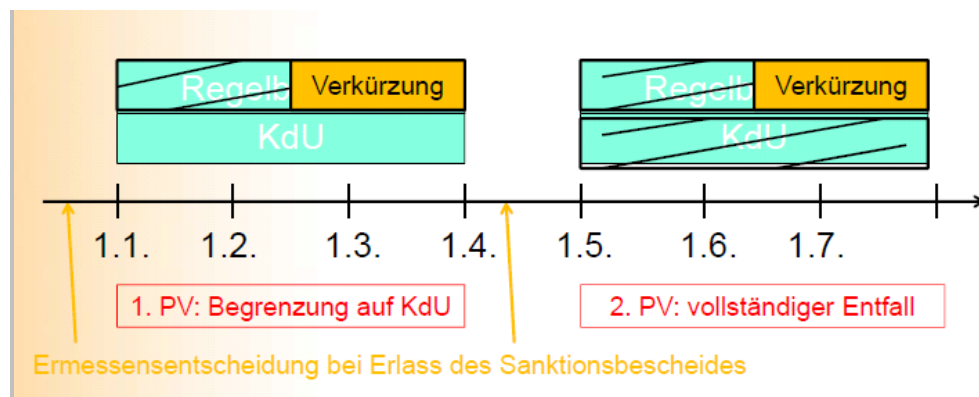 Regelb Verkürzung Regelb Verkürzung
KdU KdU
1.1. 1.2. 1.3. 1.4. 1.5. 1.6. 1.7.
1. PV: Begrenzung auf KdU 2. PV: vollständiger Entfall
Ermessensentscheidung bei Erlass des Sanktionsbescheides